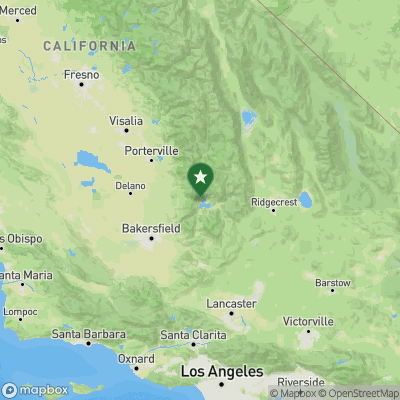 Merced
CALIFORNIA
Fresno
Visalia
Porterville
Delano
Ridgecrest
Bakersfield
s Obispo
anta Maria
Barstow
Lompoc
Lancaster
Victorville
Santa Barbara
Santa Clarita
Oxnard
Los Angeles
Riverside
mapbox
© Mapbox © OpenStreetMap